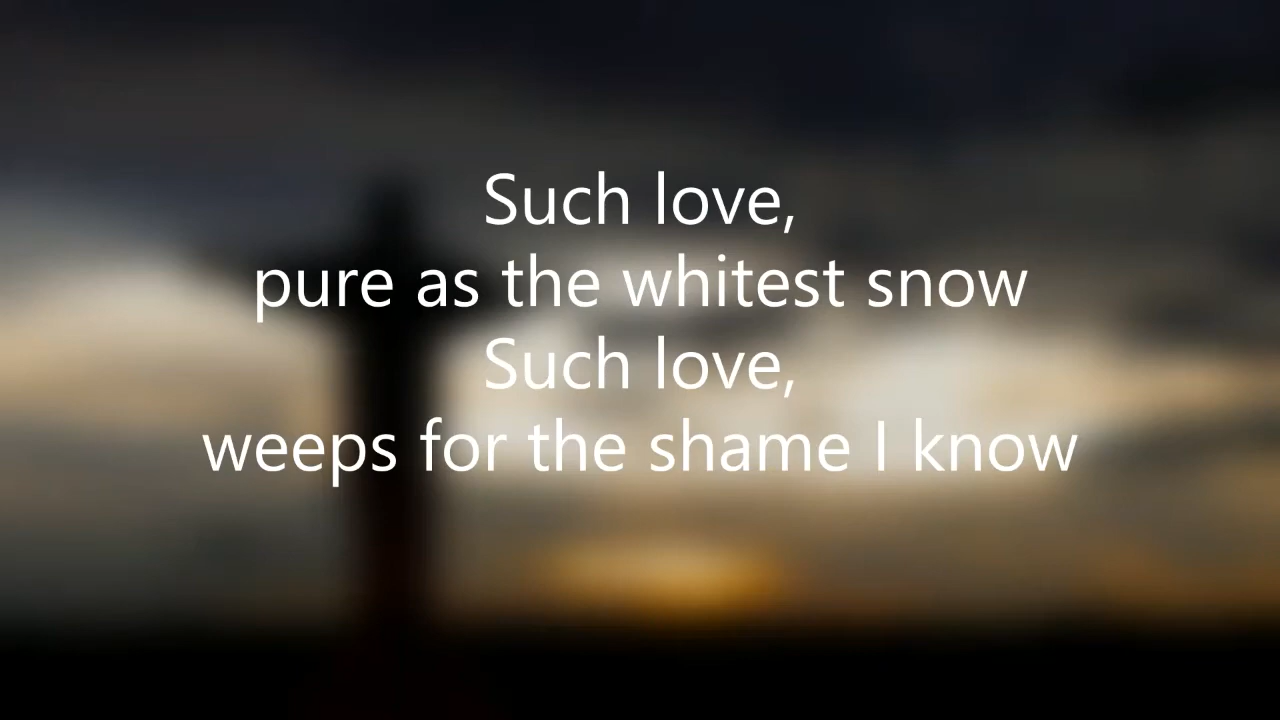 Such love,
pure as the whitest snow
Such love,
weeps for the shame I know